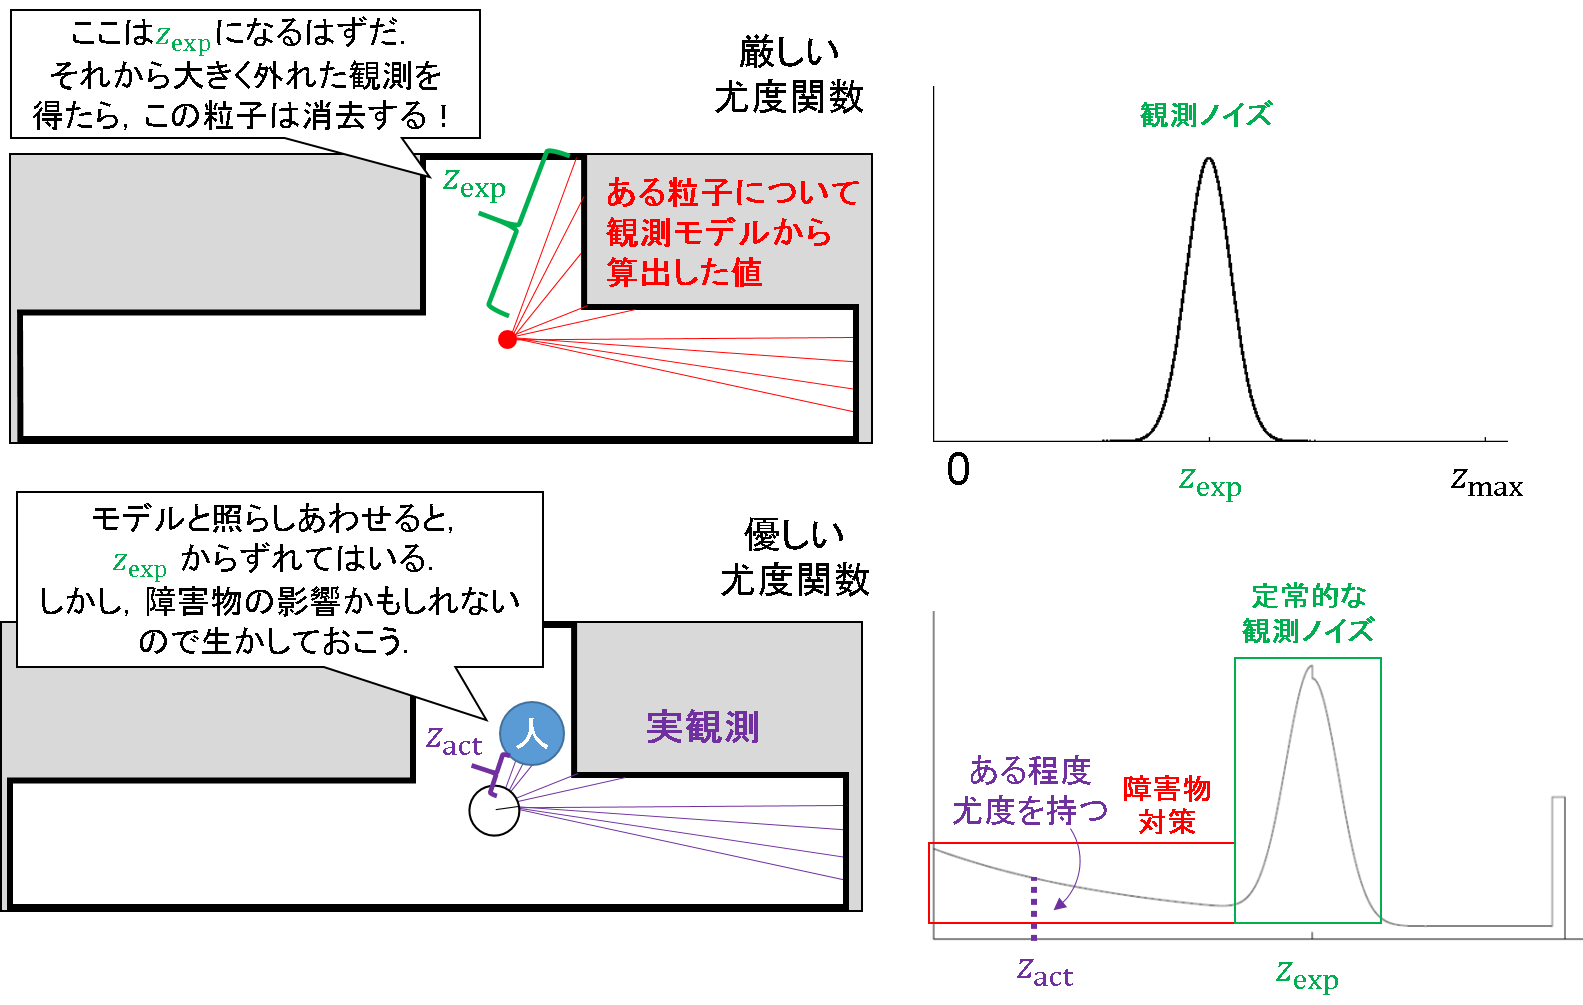 ここはzexpになるはずだ.
それから大きく外れた観測を
得たら，この粒子は消去する！
厳しい
尤度関数
zexp
ある粒子について
観測モデルから
算出した値
観測ノイズ
0
zexp
zmax
モデルと照らしあわせると，
zexp からずれてはいる.
しかし，障害物の影響かもしれない
ので生かしておこう.
優しい
尤度関数
zact
人
実観測
定常的な
観測ノイズ
ある程度
尤度を持つ
障害物
対策
zact
zexp